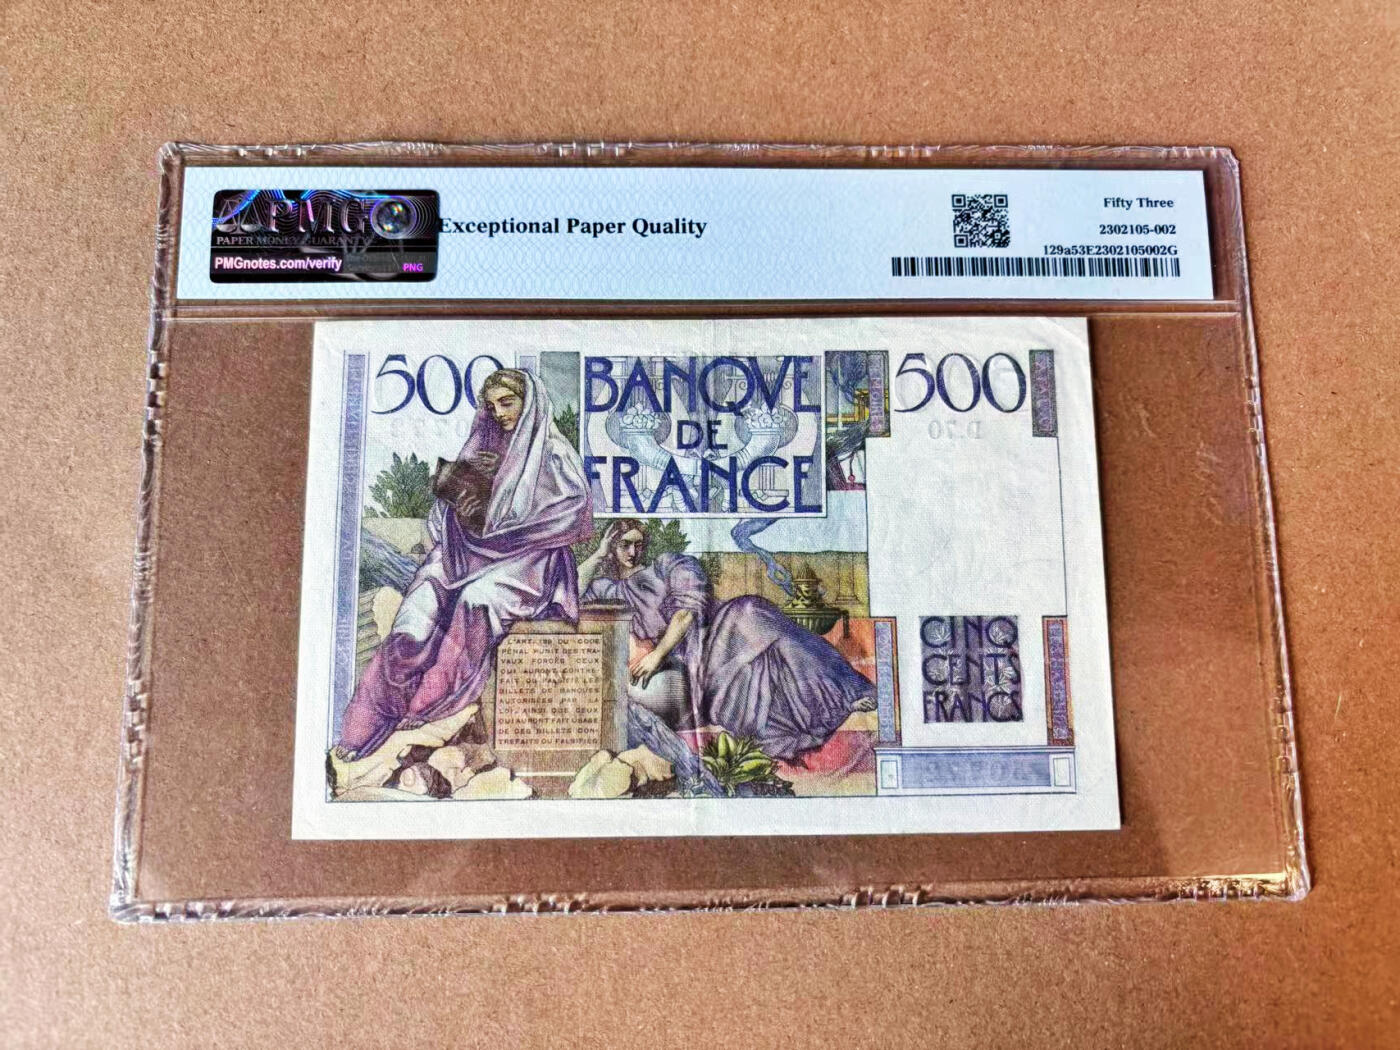 PMG
PAPER MONEY GUARANTY
PMGnotes.com/verify
PNG
Exceptional Paper Quality
Fifty Three
2302105-002
129a53E2302105002G
500
BANQVE
DE
FRANCE
500
D.70
L'ART. 139 DU CODE
PÉNAL PUNIT DES TRA-
VAUX FORCÉS CEUX
QUI AURONT CONTRE-
FAIT OU FALSIFIÉ LES
BILLETS DE BANQUES
AUTORISÉES PAR LA
LOI, AINSI QUE CEUX
QUI AURONT FAIT USAGE
DE CES BILLETS CON-
TREFAITS OU FALSIFIÉS
CINQ
CENTS
FRANCS